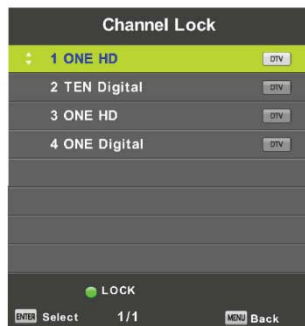 Channel Lock
1 ONE HD DTV
2 TEN Digital DTV
3 ONE HD DTV
4 ONE Digital DTV
LOCK
ENTER Select 1/1 MENU Back